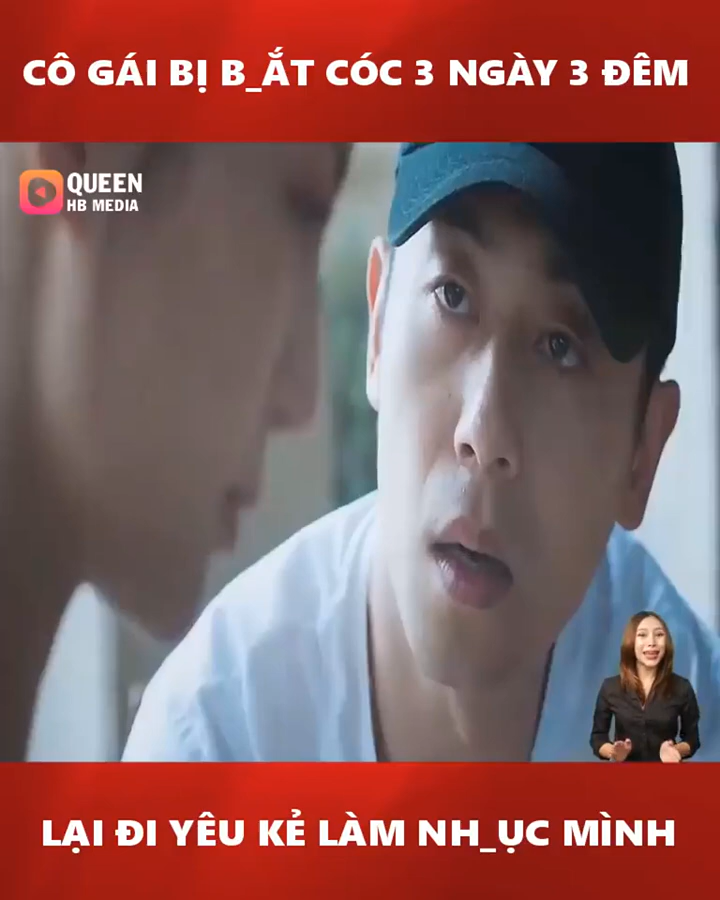 CÔ GÁI BỊ B_ẮT CÓC 3 NGÀY 3 ĐÊM
QUEEN
HB MEDIA
LẠI ĐI YÊU KẺ LÀM NH_ỤC MÌNH